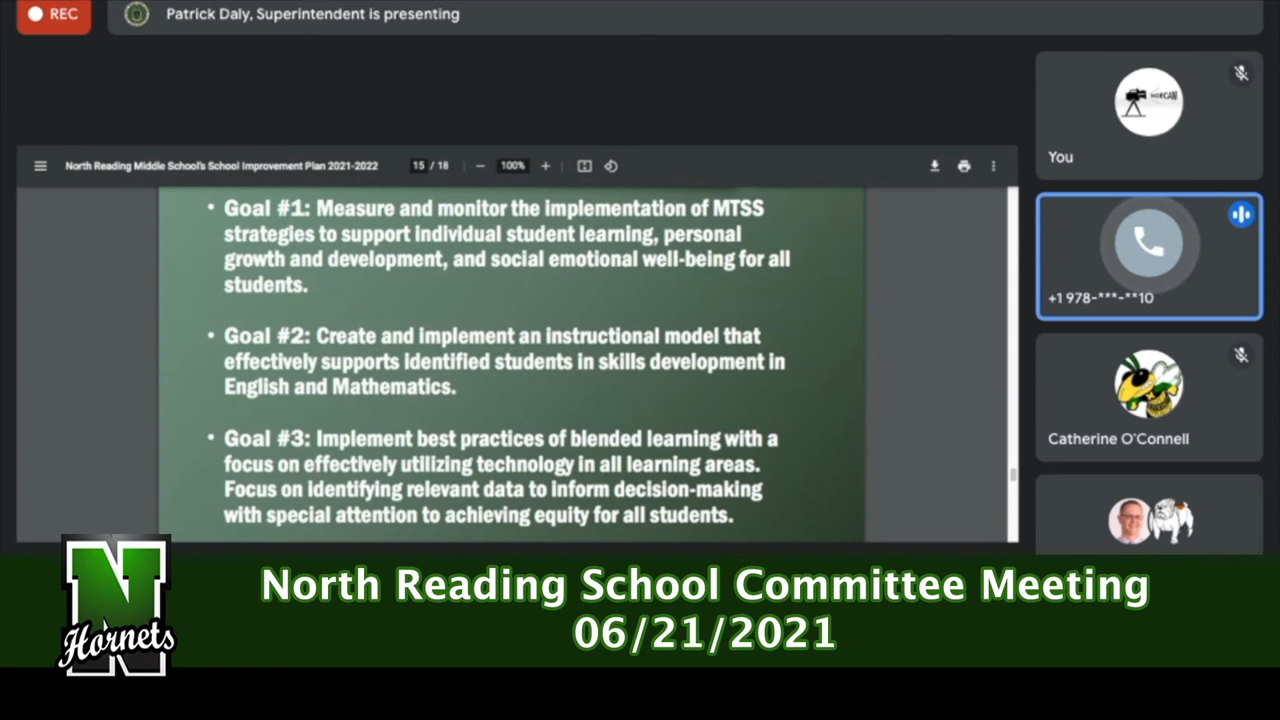 REC
Patrick Daly, Superintendent is presenting
NORCAM
You
North Reading Middle School's School Improvement Plan 2021-2022
15 / 18
100%
+1 978-***-**10
• Goal #1: Measure and monitor the implementation of MTSS
strategies to support individual student learning, personal
growth and development, and social emotional well-being for all
students.
• Goal #2: Create and implement an instructional model that
effectively supports identified students in skills development in
English and Mathematics.
Catherine O'Connell
• Goal #3: Implement best practices of blended learning with a
focus on effectively utilizing technology in all learning areas.
Focus on identifying relevant data to inform decision-making
with special attention to achieving equity for all students.
N
Hornets
North Reading School Committee Meeting
06/21/2021